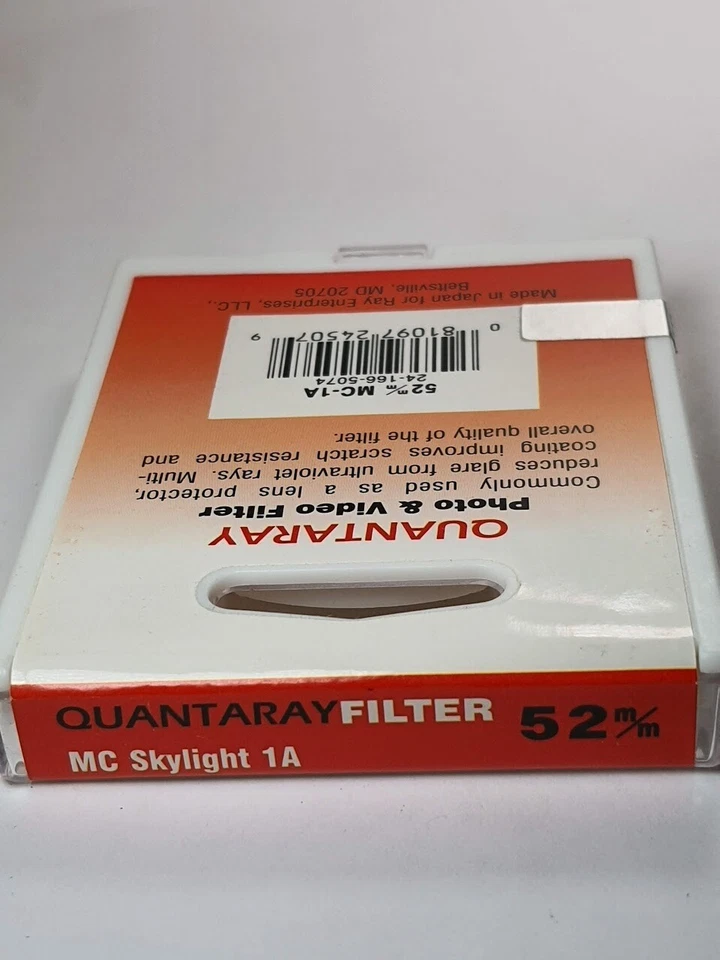 QUANTARAY
Photo & Video Filter
Commonly used as a lens protector,
reduces glare from ultraviolet rays. Multi-
coating improves scratch resistance and
overall quality of the filter.
52m/m MC-1A
24-166-5074
0 81097 24507 9
Made in Japan for Ray Enterprises, LLC.,
Beltsville, MD 20705
QUANTARAYFILTER 52m/m
MC Skylight 1A